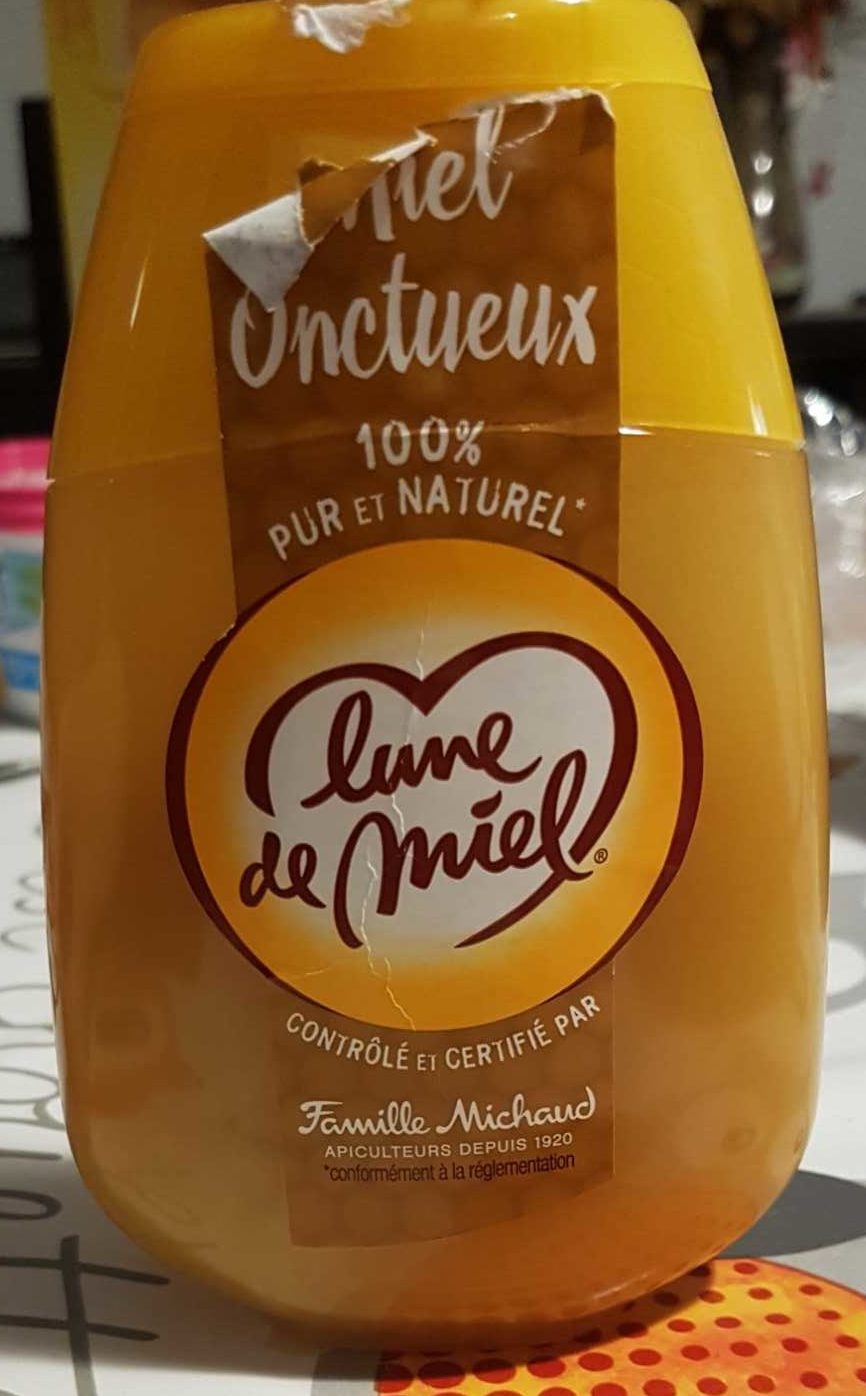 Miel
Onctueux
100%
PUR ET NATUREL*
lune
de miel®
CONTRÔLÉ ET CERTIFIÉ PAR
Famille Michaud
APICULTEURS DEPUIS 1920
*conformément à la réglementation